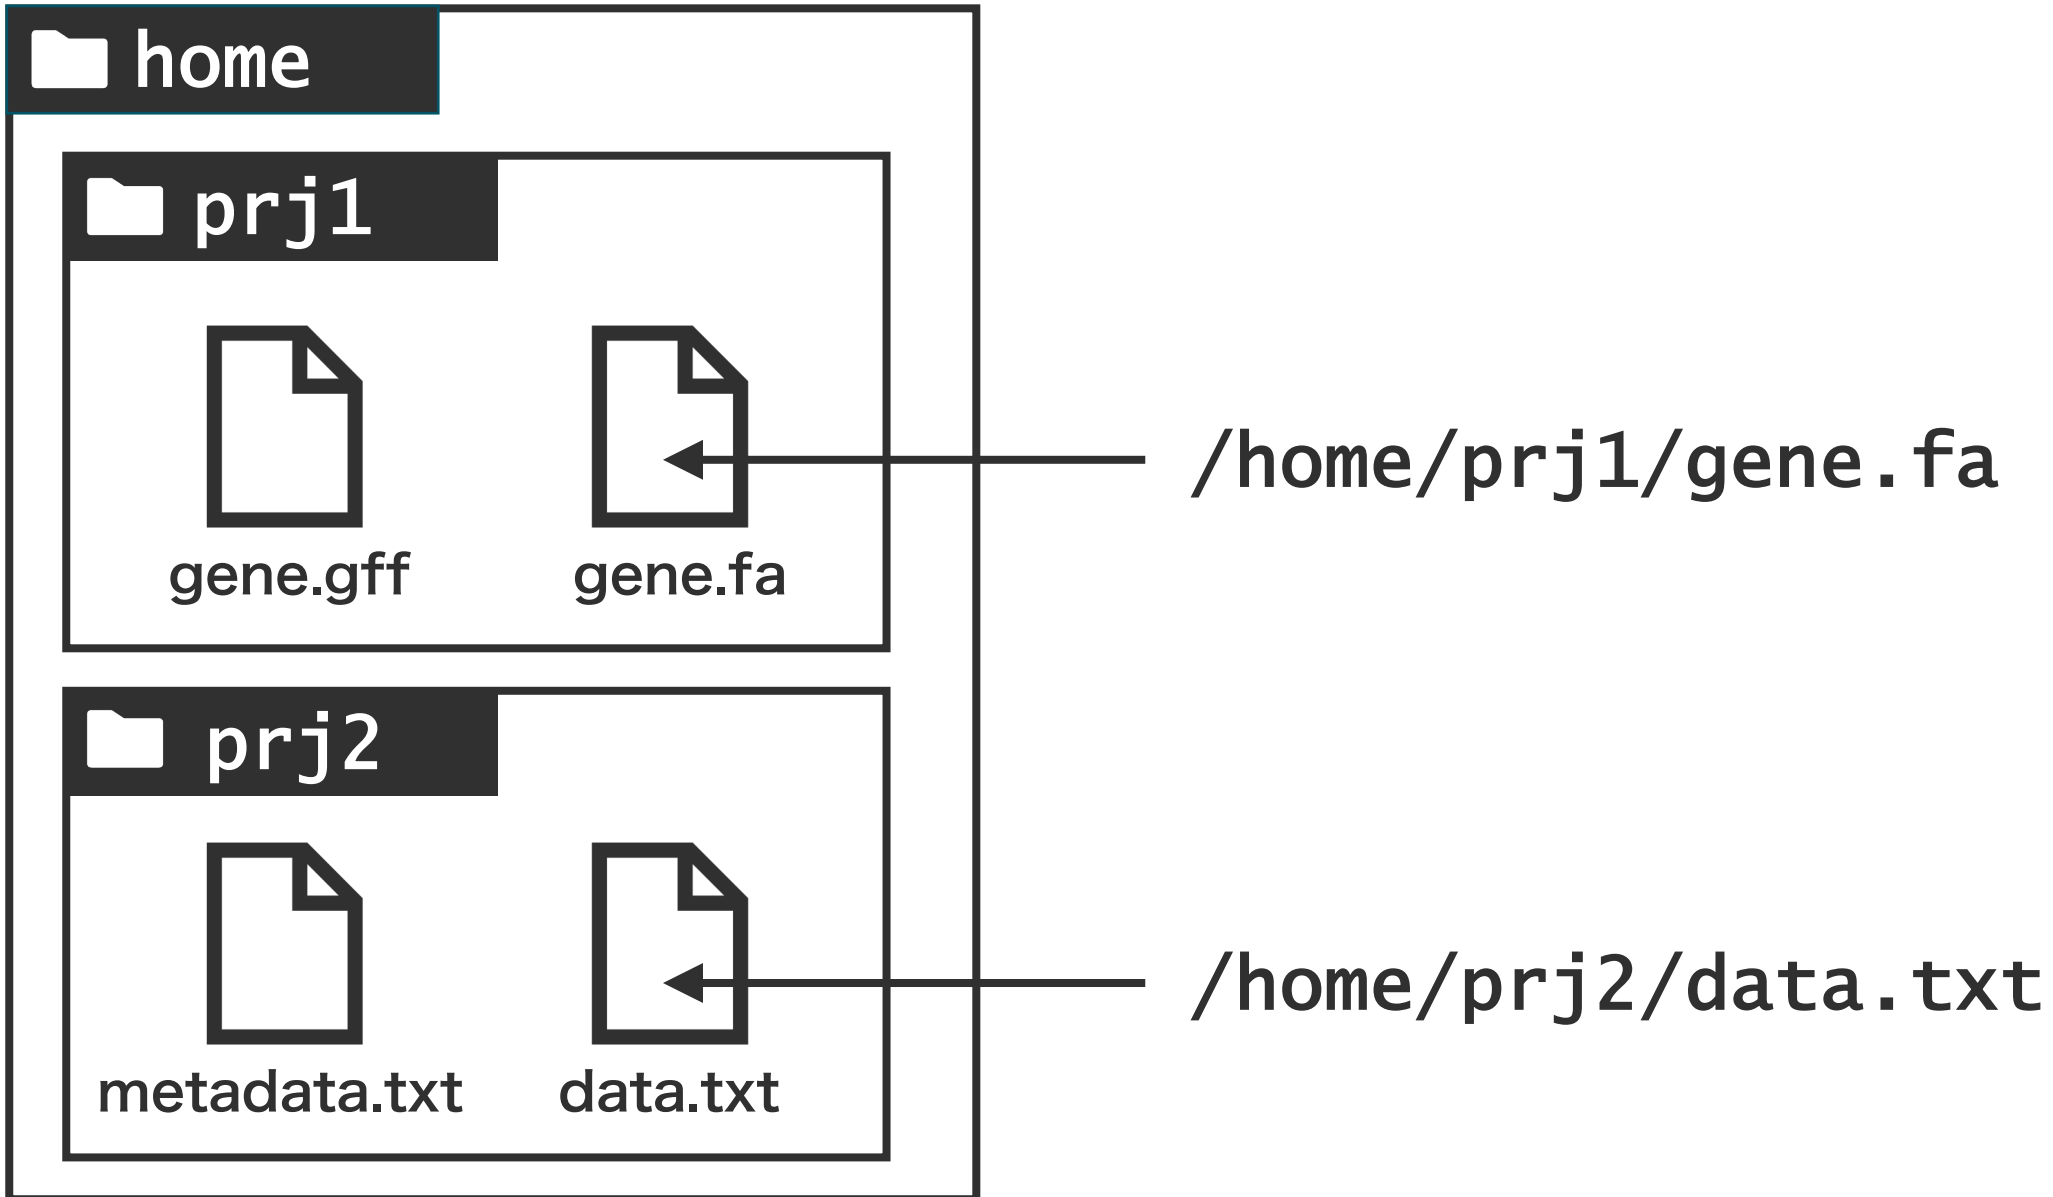 home
prj1
gene.gff
gene.fa
/home/prj1/gene.fa
prj2
metadata.txt
data.txt
/home/prj2/data.txt